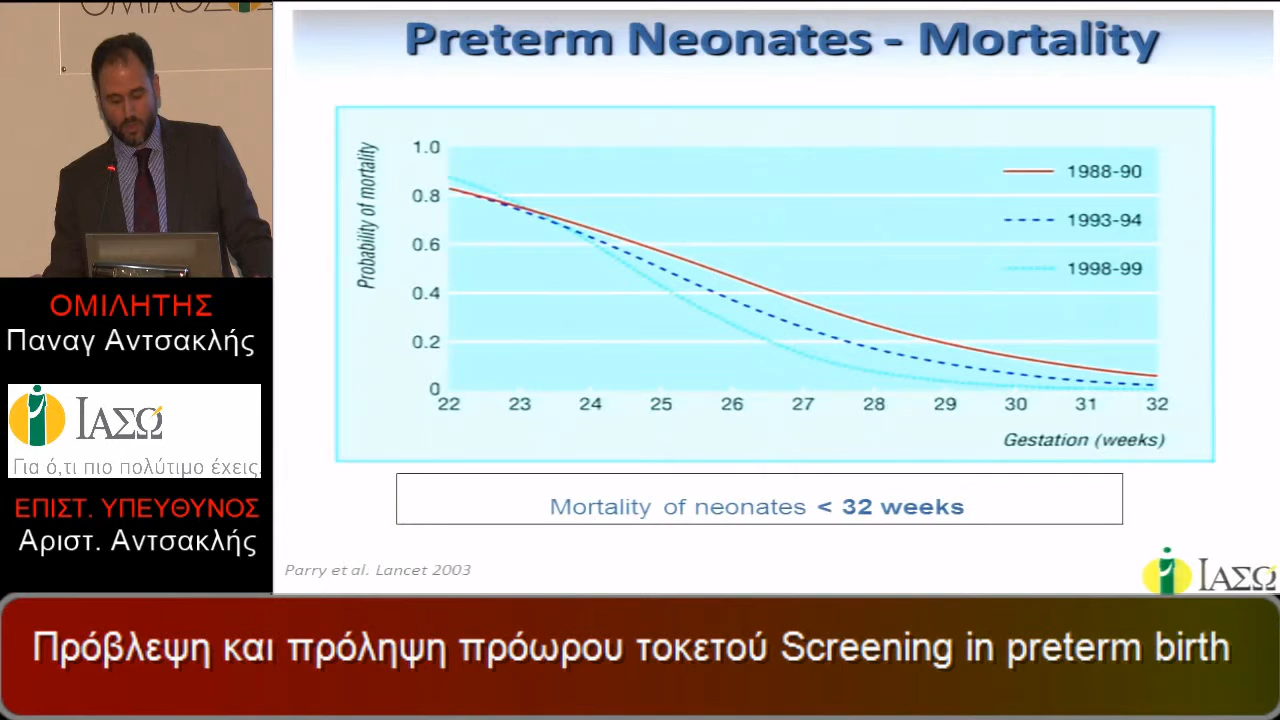 ΟΜΙΛΟΣ
ΟΜΙΛΗΤΗΣ
Παναγ Αντσακλής
ΙΑΣΩ
Για ό,τι πιο πολύτιμο έχεις.
ΕΠΙΣΤ. ΥΠΕΥΘΥΝΟΣ
Αριστ. Αντσακλής
Preterm Neonates - Mortality
Probability of mortality
1.0
0.8
0.6
0.4
0.2
0
1988-90
1993-94
1998-99
22 23 24 25 26 27 28 29 30 31 32
Gestation (weeks)
Mortality of neonates < 32 weeks
Parry et al. Lancet 2003
ΙΑΣΩ
Πρόβλεψη και πρόληψη πρόωρου τοκετού Screening in preterm birth